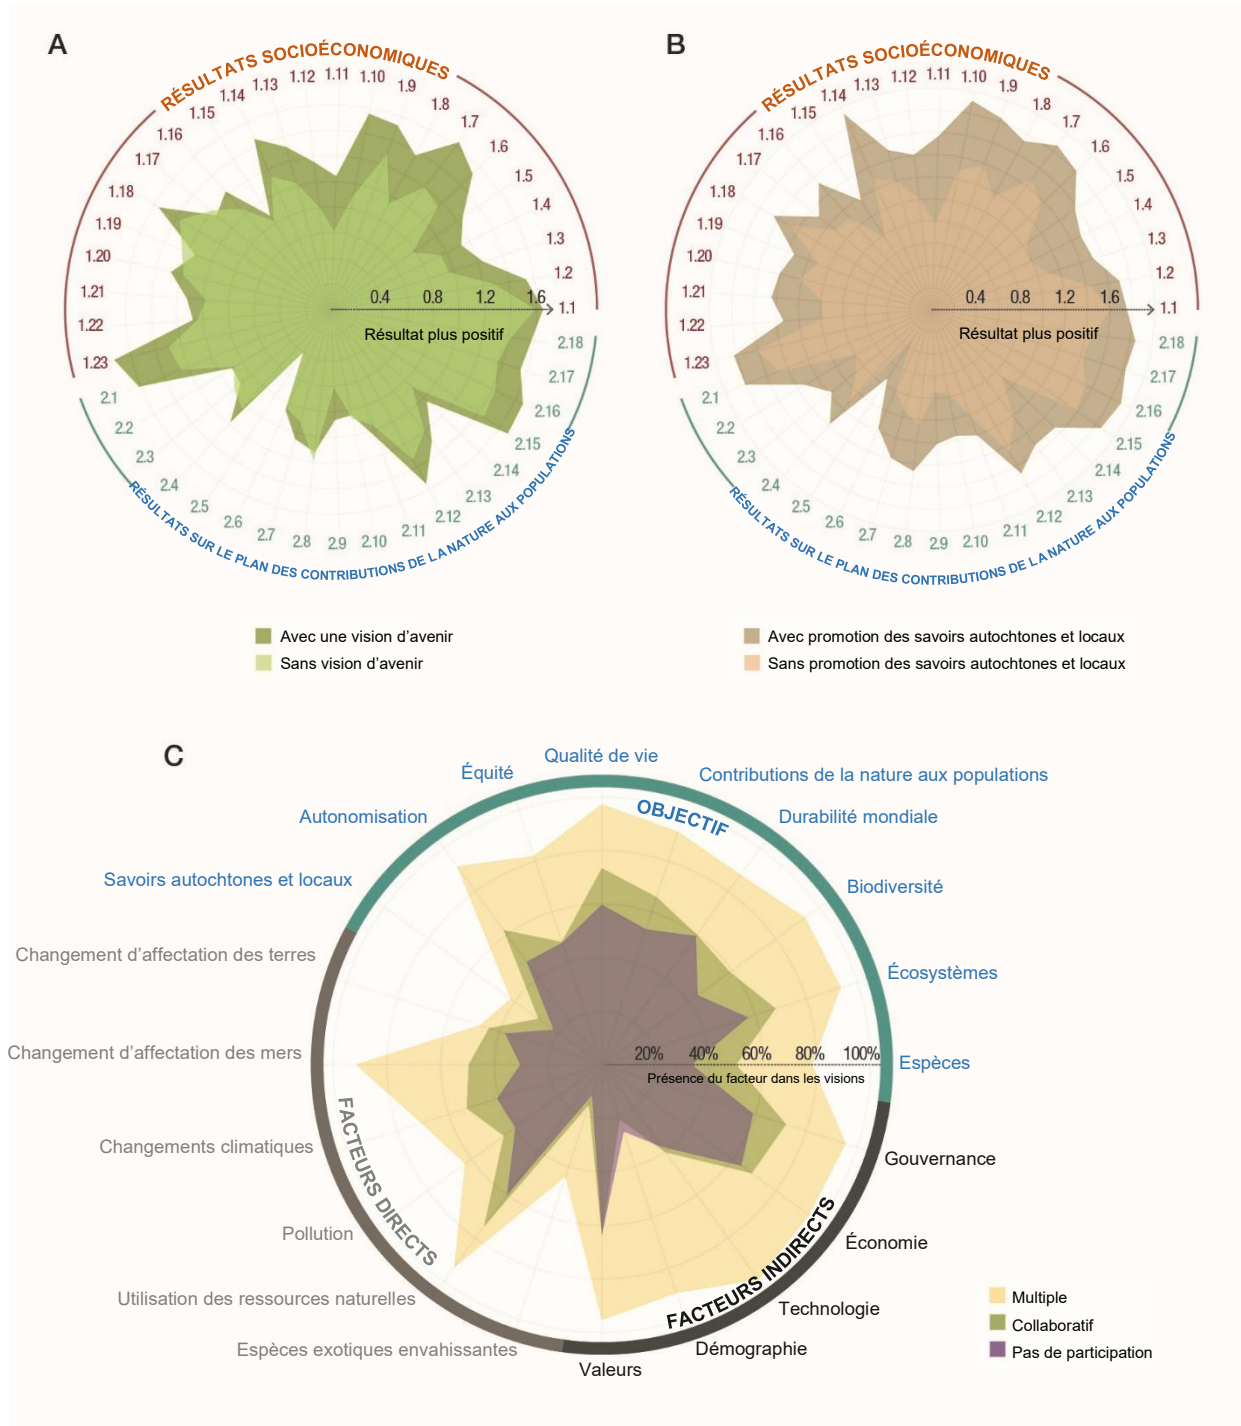 A
RÉSULTATS SOCIOÉCONOMIQUES
1.1
1.2
1.3
1.4
1.5
1.6
1.7
1.8
1.9
1.10
1.11
1.12
1.13
1.14
1.15
1.16
1.17
1.18
1.19
1.20
1.21
1.22
1.23
0.4 0.8 1.2 1.6
Résultat plus positif
2.1
2.2
2.3
2.4
2.5
2.6
2.7
2.8
2.9
2.10
2.11
2.12
2.13
2.14
2.15
2.16
2.17
2.18
RÉSULTATS SUR LE PLAN DES CONTRIBUTIONS DE LA NATURE AUX POPULATIONS
Avec une vision d’avenir
Sans vision d’avenir
B
RÉSULTATS SOCIOÉCONOMIQUES
1.1
1.2
1.3
1.4
1.5
1.6
1.7
1.8
1.9
1.10
1.11
1.12
1.13
1.14
1.15
1.16
1.17
1.18
1.19
1.20
1.21
1.22
1.23
0.4 0.8 1.2 1.6
Résultat plus positif
2.1
2.2
2.3
2.4
2.5
2.6
2.7
2.8
2.9
2.10
2.11
2.12
2.13
2.14
2.15
2.16
2.17
2.18
RÉSULTATS SUR LE PLAN DES CONTRIBUTIONS DE LA NATURE AUX POPULATIONS
Avec promotion des savoirs autochtones et locaux
Sans promotion des savoirs autochtones et locaux
C
OBJECTIF
Savoirs autochtones et locaux
Autonomisation
Équité
Qualité de vie
Contributions de la nature aux populations
Durabilité mondiale
Biodiversité
Écosystèmes
Espèces
20% 40% 60% 80% 100%
Présence du facteur dans les visions
FACTEURS INDIRECTS
Gouvernance
Économie
Technologie
Démographie
Valeurs
FACTEURS DIRECTS
Changement d’affectation des terres
Changement d’affectation des mers
Changements climatiques
Pollution
Utilisation des ressources naturelles
Espèces exotiques envahissantes
Multiple
Collaboratif
Pas de participation